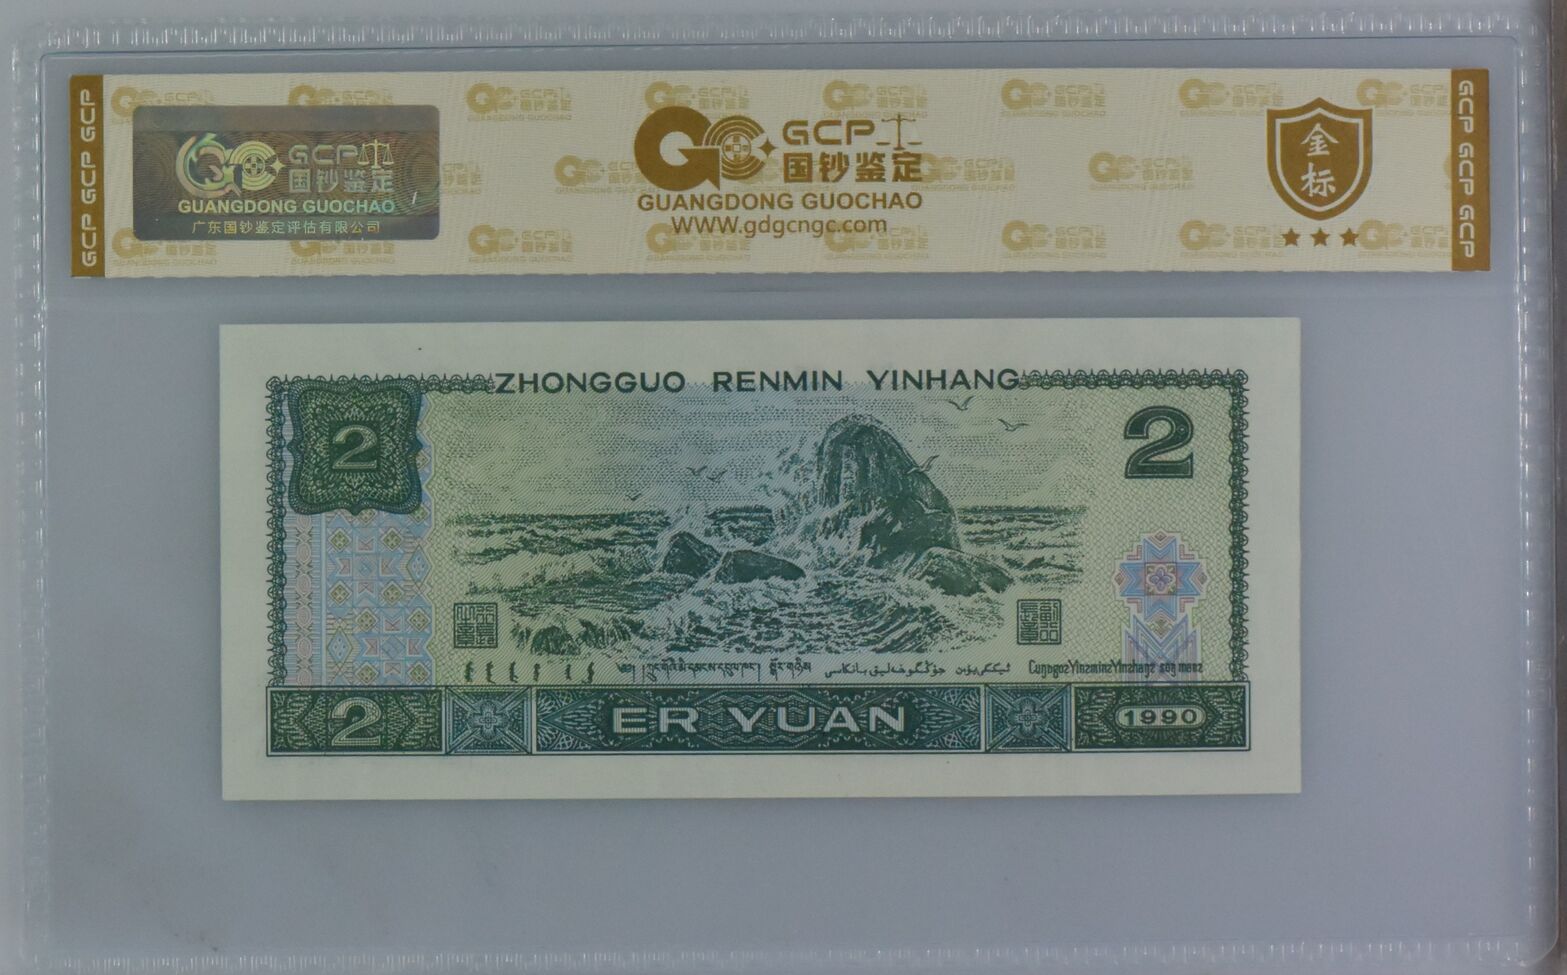 GCP GCP GCP
GCP
国钞鉴定
GUANGDONG GUOCHAO
广东国钞鉴定评估有限公司
GCP
国钞鉴定
GUANGDONG GUOCHAO
WWW.gdgcngc.com
金标
GCP GCP GCP
ZHONGGUO RENMIN YINHANG
2
2
2
ER YUAN
1990